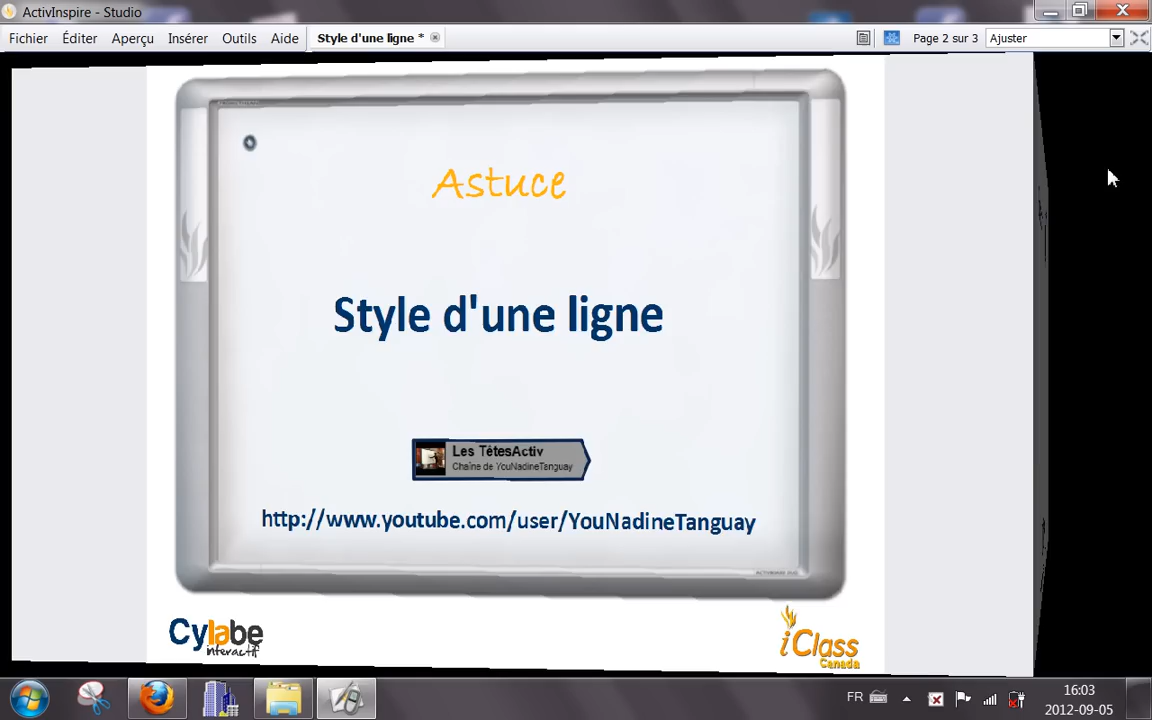 ActivInspire - Studio
Fichier Éditer Aperçu Insérer Outils Aide Style d'une ligne * Page 2 sur 3 Ajuster
PROMETHEAN
Astuce
Style d'une ligne
Les TêtesActiv
Chaîne de YouNadineTanguay
http://www.youtube.com/user/YouNadineTanguay
Cylabe
interactif
iClass
Canada
FR
16:03
2012-09-05